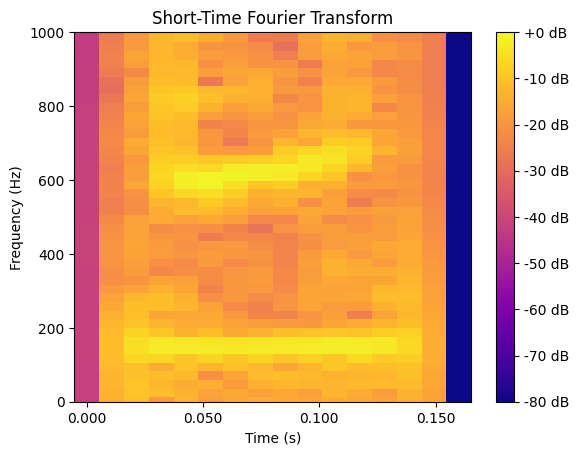 Short-Time Fourier Transform
Frequency (Hz)
1000
800
600
400
200
0
0.000
0.050
0.100
0.150
Time (s)
+0 dB
-10 dB
-20 dB
-30 dB
-40 dB
-50 dB
-60 dB
-70 dB
-80 dB